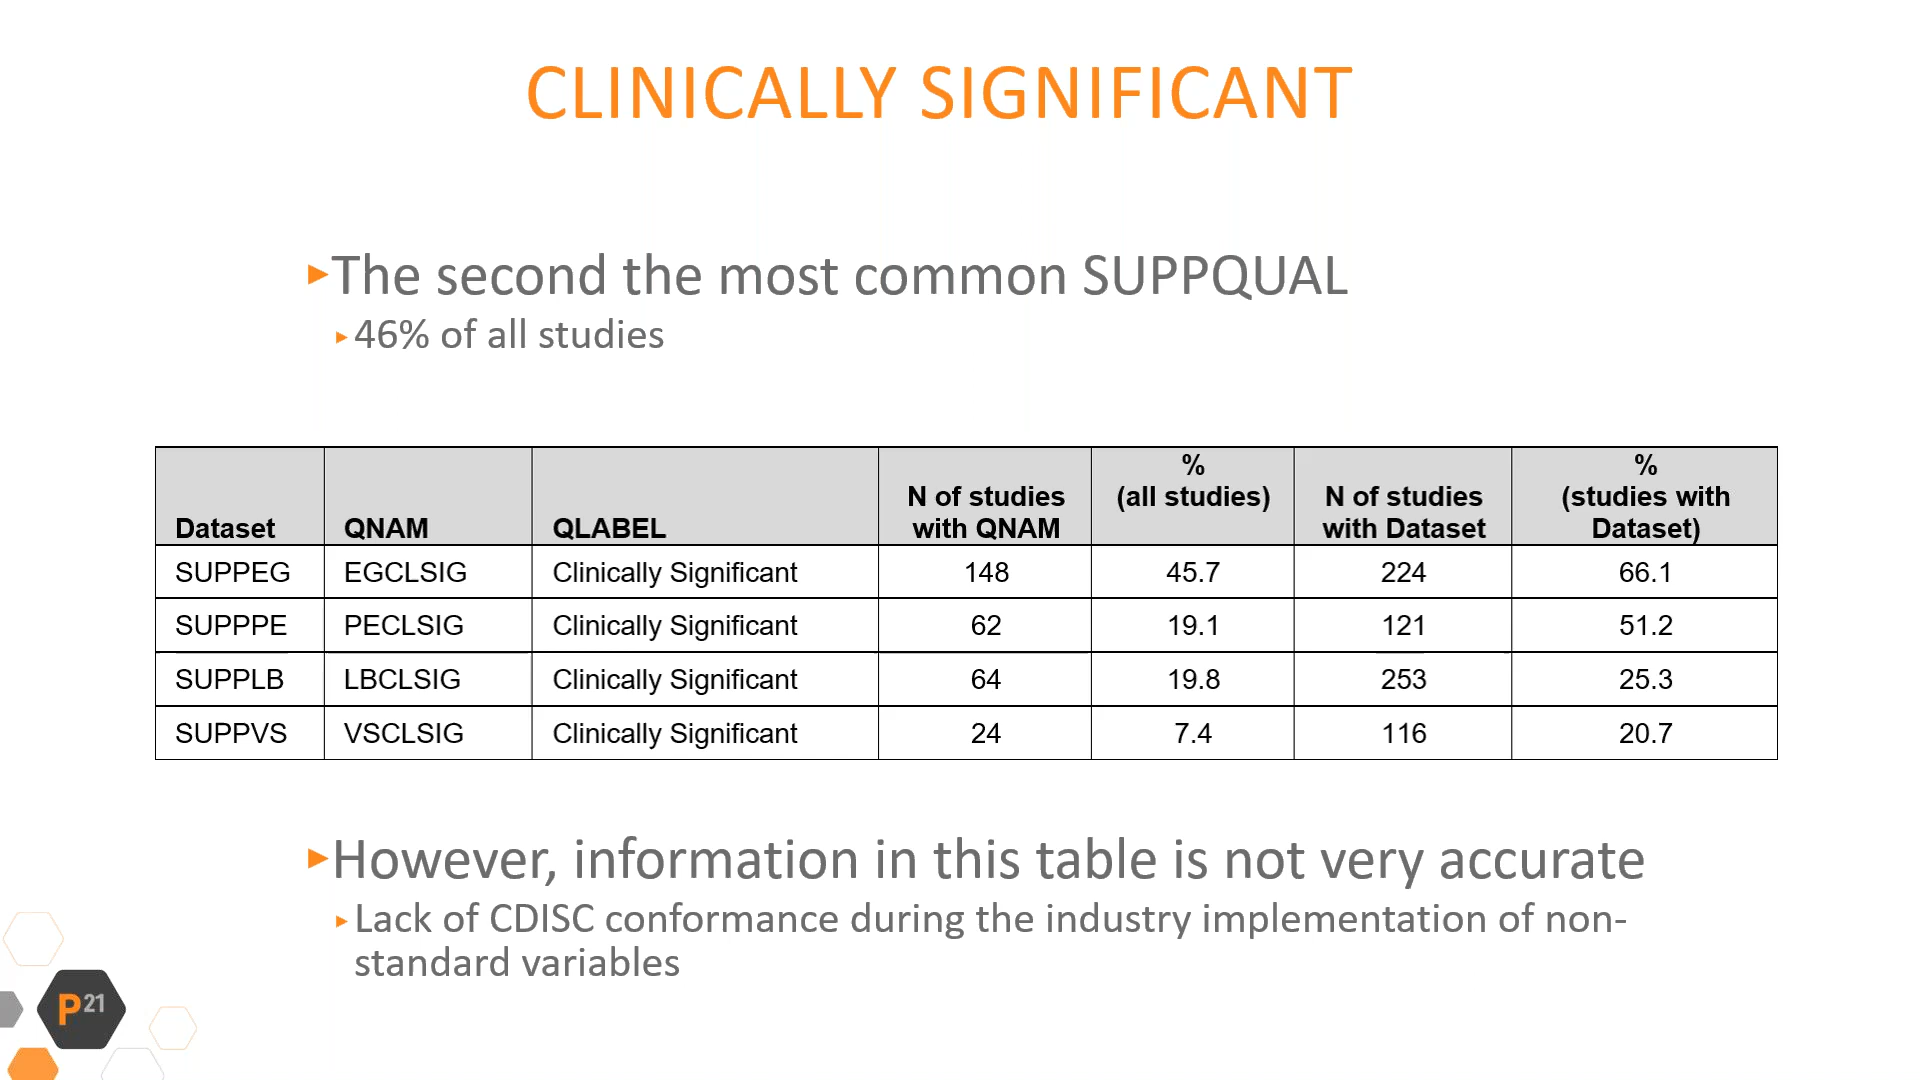 CLINICALLY SIGNIFICANT
The second the most common SUPPQUAL
46% of all studies
Dataset QNAM QLABEL N of studies with QNAM % (all studies) N of studies with Dataset % (studies with Dataset)
SUPPEG EGCLSIG Clinically Significant 148 45.7 224 66.1
SUPPPE PECLSIG Clinically Significant 62 19.1 121 51.2
SUPPLB LBCLSIG Clinically Significant 64 19.8 253 25.3
SUPPVS VSCLSIG Clinically Significant 24 7.4 116 20.7
However, information in this table is not very accurate
Lack of CDISC conformance during the industry implementation of non-
standard variables
P21